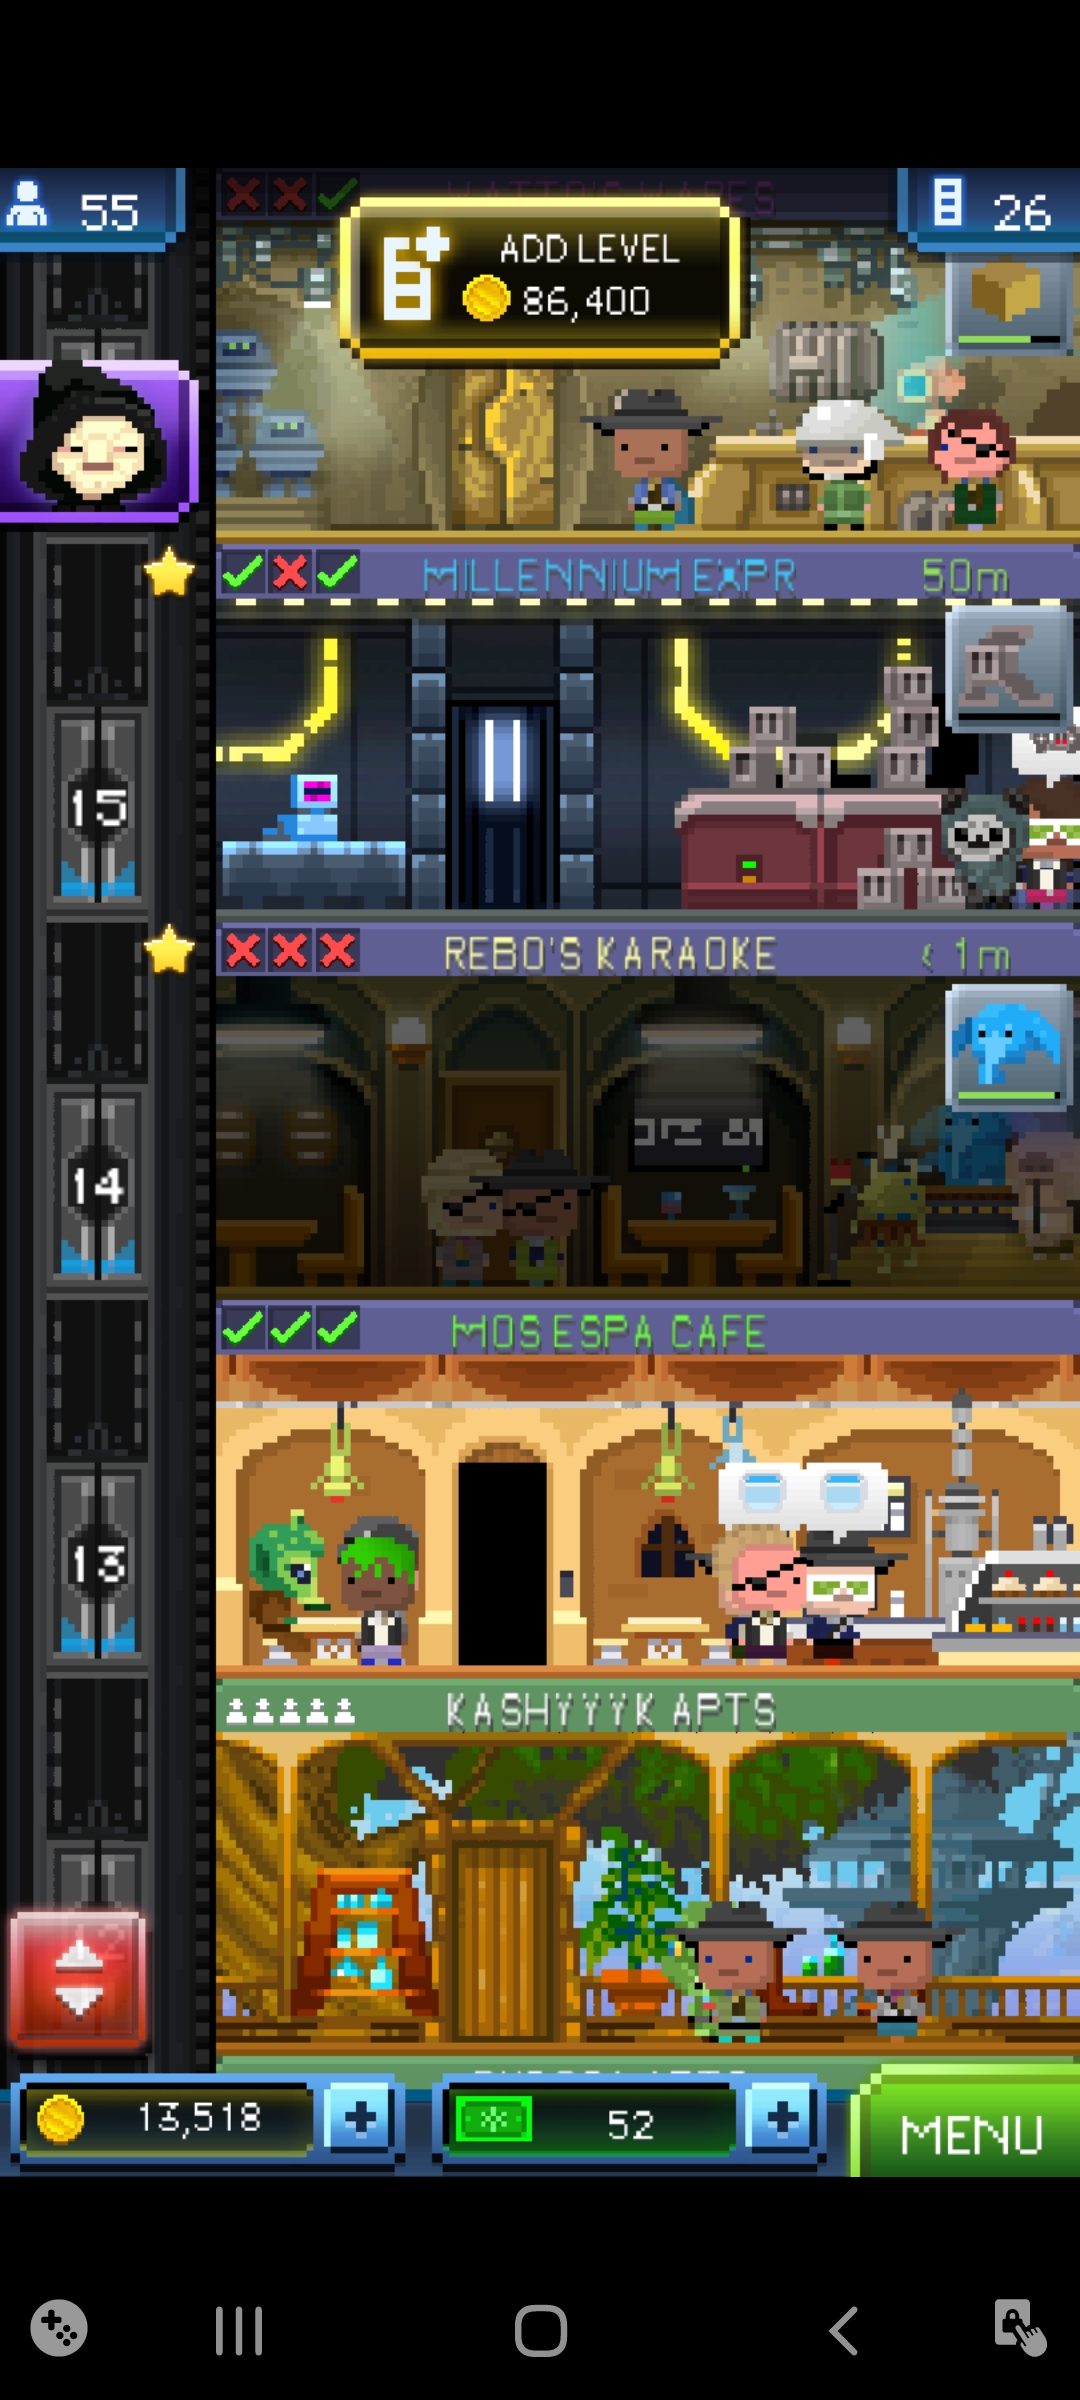 55
26
ADD LEVEL
86,400
MILLENNIUM EXPR
50m
15
REBO'S KARAOKE
< 1m
14
MOS ESPA CAFE
13
KASHYYYK APTS
13,518
52
MENU